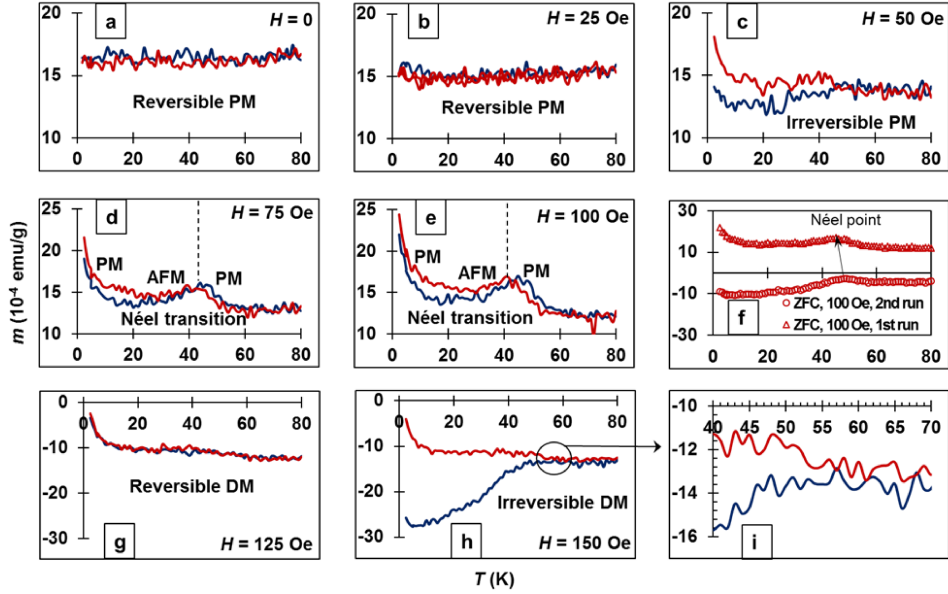 a
H = 0
20
15
10
Reversible PM
0 20 40 60 80
b
H = 25 Oe
20
15
10
Reversible PM
0 20 40 60 80
c
H = 50 Oe
20
15
10
Irreversible PM
0 20 40 60 80
m (10⁻⁴ emu/g)
d
H = 75 Oe
25
20
15
10
PM
AFM
PM
Néel transition
0 20 40 60 80
e
H = 100 Oe
25
20
15
10
PM
AFM
PM
Néel transition
0 20 40 60 80
30
10
-10
-30
Néel point
ZFC, 100 Oe, 2nd run
ZFC, 100 Oe, 1st run
f
0 20 40 60 80
0
-10
-20
-30
0 20 40 60 80
Reversible DM
g
H = 125 Oe
0
-10
-20
-30
0 20 40 60 80
Irreversible DM
h
H = 150 Oe
-10
-12
-14
-16
40 45 50 55 60 65 70
i
T (K)